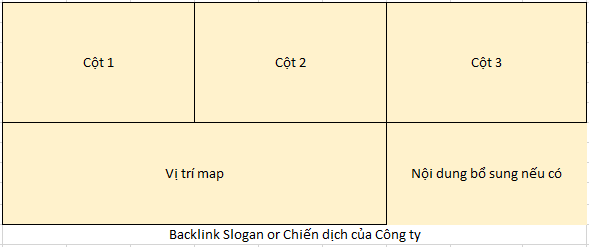 Cột 1
Cột 2
Cột 3
Vị trí map
Nội dung bổ sung nếu có
Backlink Slogan or Chiến dịch của Công ty